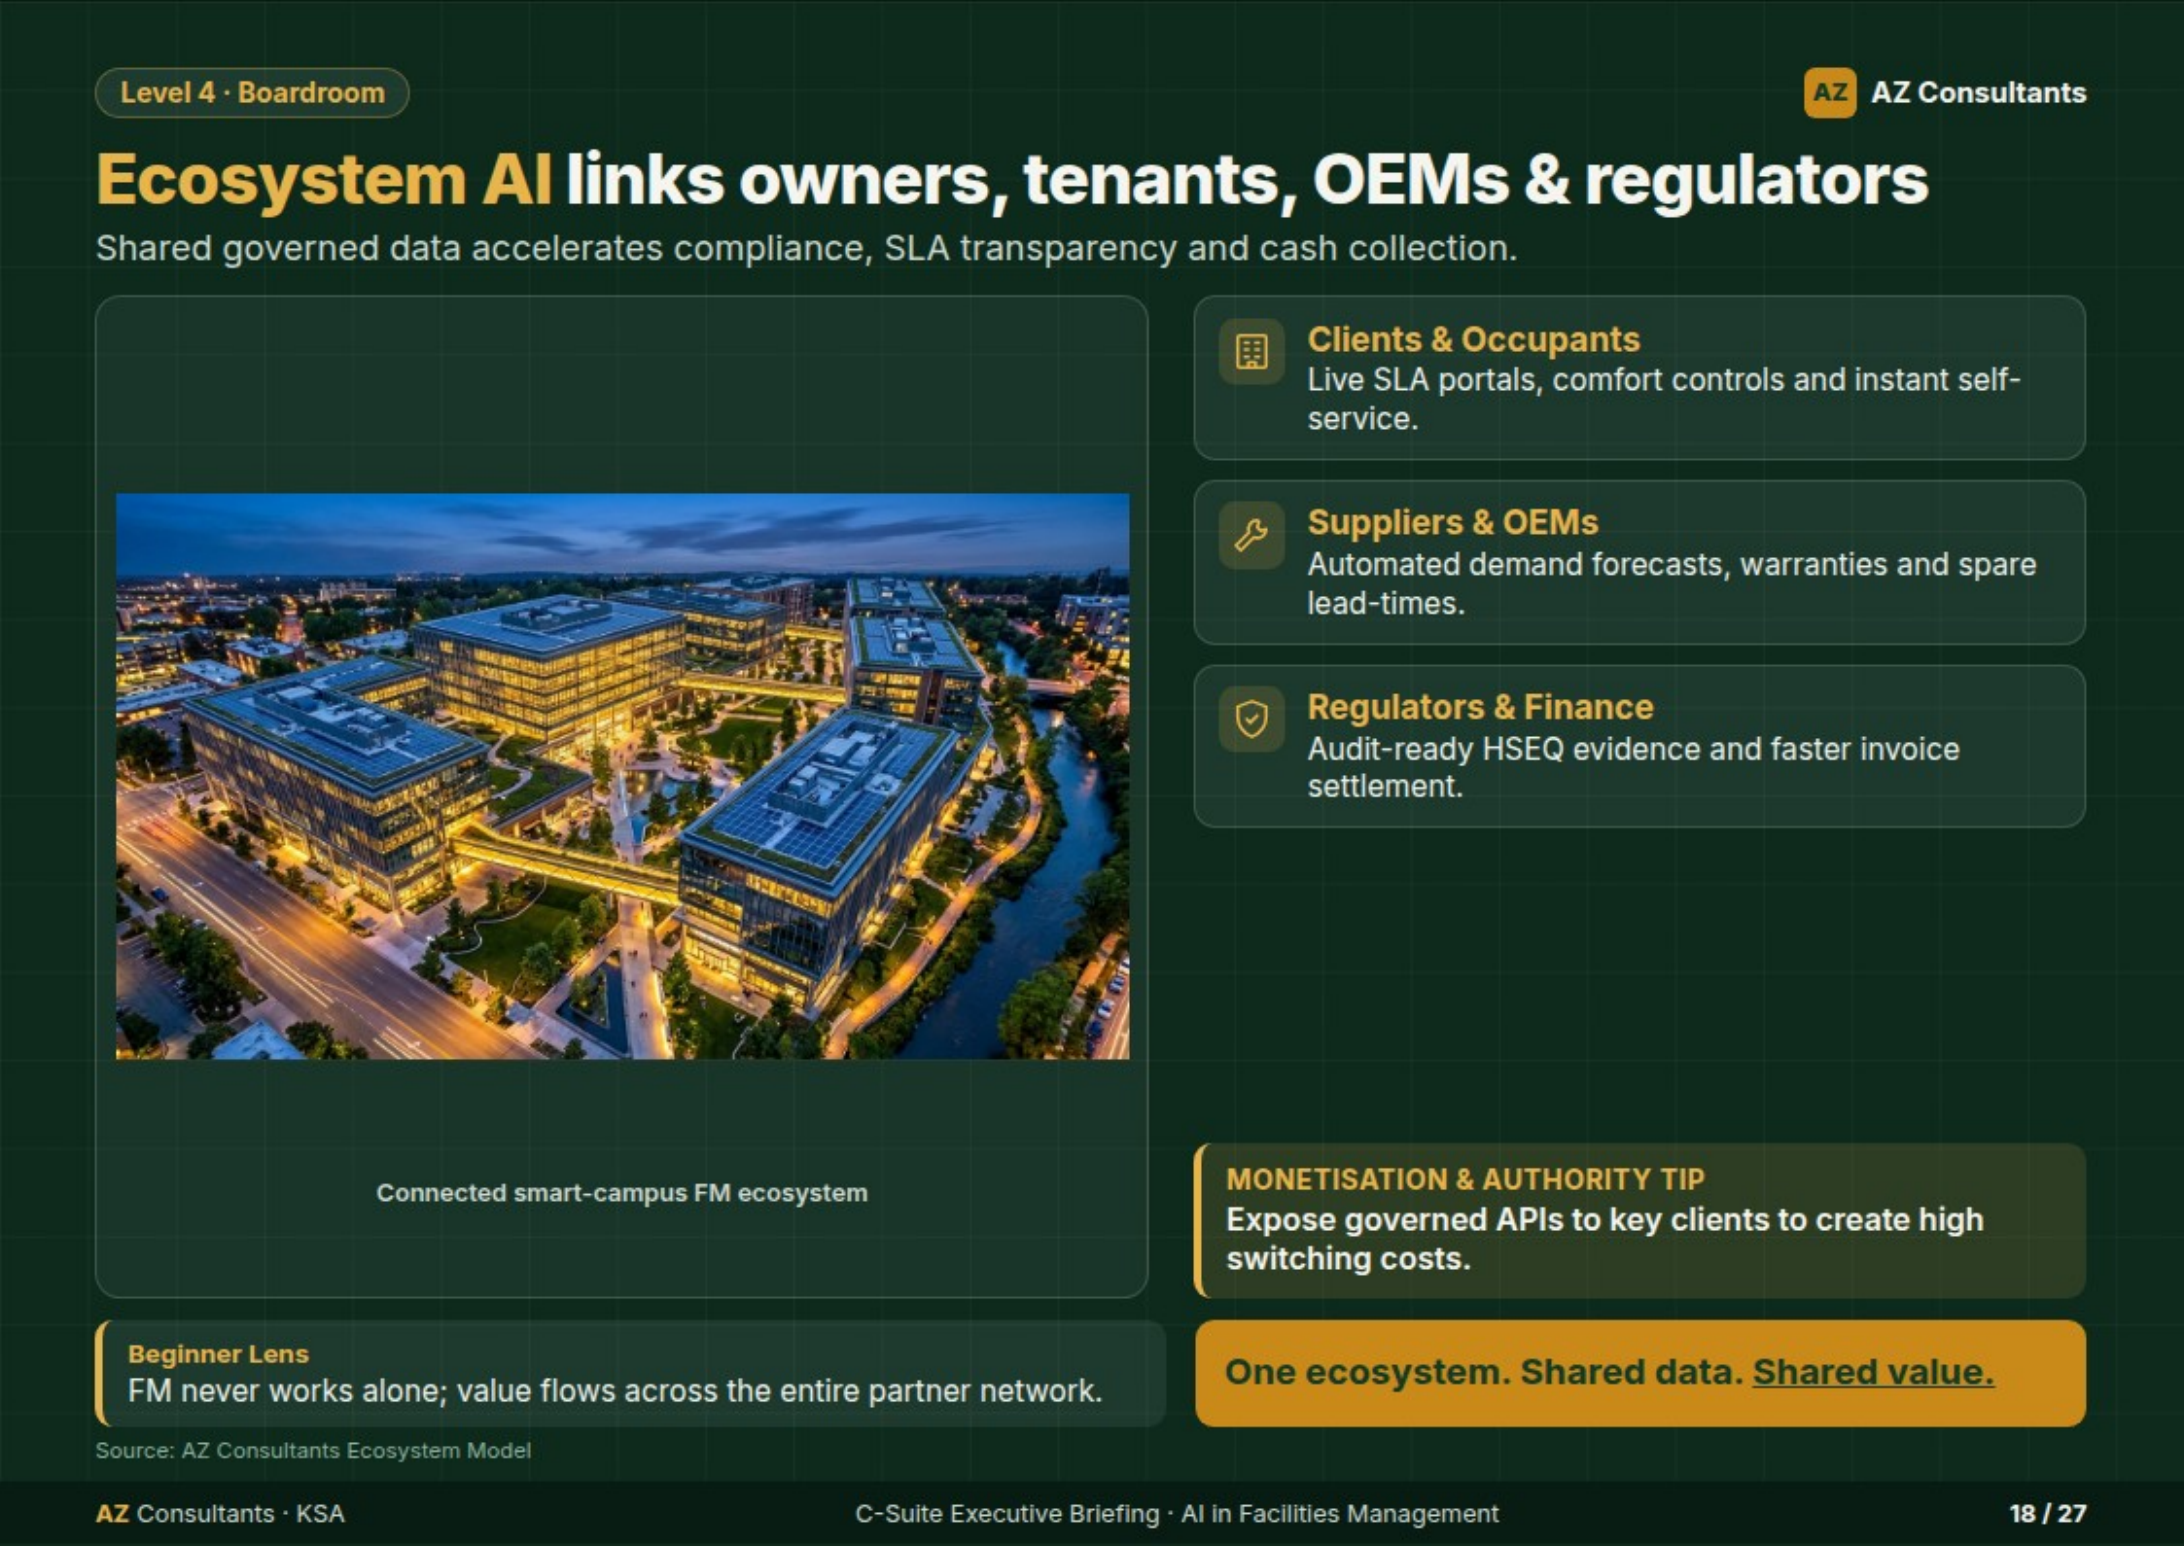 Level 4 · Boardroom
AZ AZ Consultants
Ecosystem AI links owners, tenants, OEMs & regulators
Shared governed data accelerates compliance, SLA transparency and cash collection.
Connected smart-campus FM ecosystem
Clients & Occupants
Live SLA portals, comfort controls and instant self-
service.
Suppliers & OEMs
Automated demand forecasts, warranties and spare
lead-times.
Regulators & Finance
Audit-ready HSEQ evidence and faster invoice
settlement.
MONETISATION & AUTHORITY TIP
Expose governed APIs to key clients to create high
switching costs.
Beginner Lens
FM never works alone; value flows across the entire partner network.
One ecosystem. Shared data. Shared value.
Source: AZ Consultants Ecosystem Model
AZ Consultants · KSA
C-Suite Executive Briefing · AI in Facilities Management
18 / 27